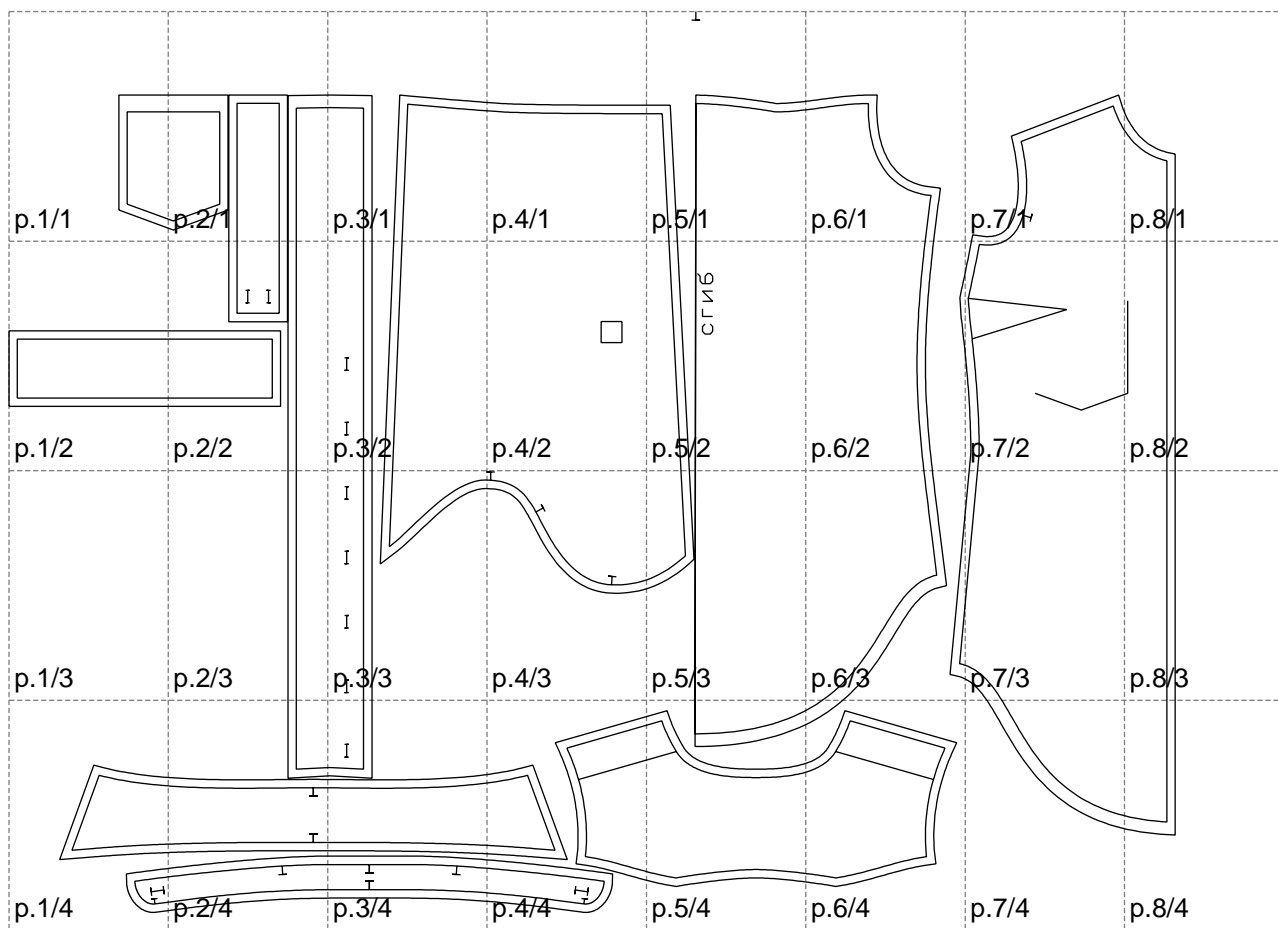 p.1/1 p.2/1 p.3/1 p.4/1 p.5/1 p.6/1 p.7/1 p.8/1
сгиб
p.1/2 p.2/2 p.3/2 p.4/2 p.5/2 p.6/2 p.7/2 p.8/2
p.1/3 p.2/3 p.3/3 p.4/3 p.5/3 p.6/3 p.7/3 p.8/3
p.1/4 p.2/4 p.3/4 p.4/4 p.5/4 p.6/4 p.7/4 p.8/4